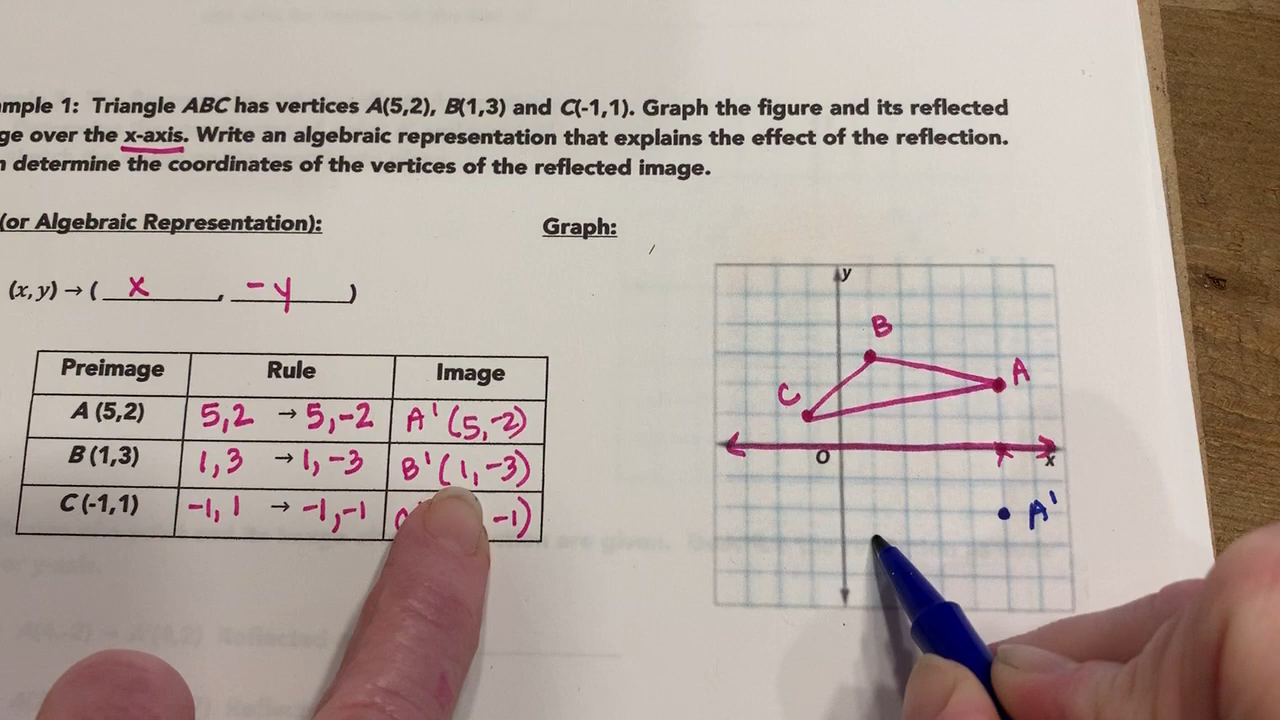 mple 1: Triangle ABC has vertices A(5,2), B(1,3) and C(-1,1). Graph the figure and its reflected
ge over the x-axis. Write an algebraic representation that explains the effect of the reflection.
determine the coordinates of the vertices of the reflected image.
(or Algebraic Representation):
Graph:
(x, y) → ( x , -y )
Preimage Rule Image
A (5,2) 5,2 → 5,-2 A'(5,-2)
B (1,3) 1,3 → 1,-3 B'(1,-3)
C (-1,1) -1,1 → -1,-1 -1)
y
B
A
C
O
x
A'